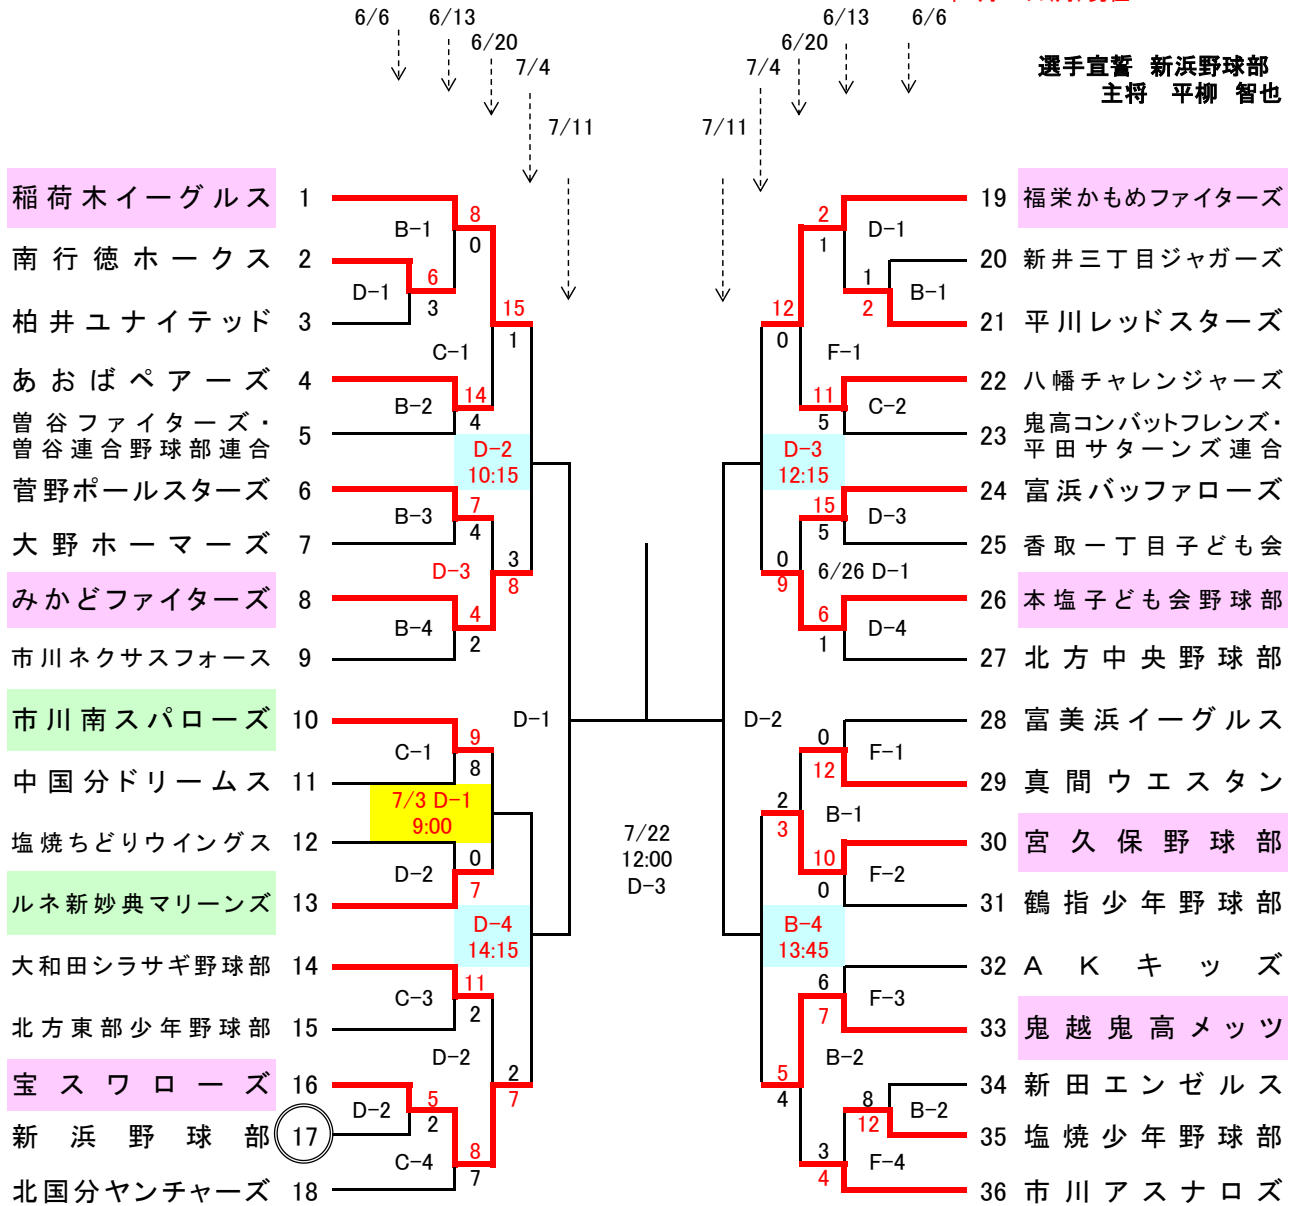 6/6 6/13 6/13 6/6
6/20 6/20
7/4 7/4
7/11 7/11
選手宣誓 新浜野球部
主将 平柳 智也
稲荷木イーグルス 1
B-1 8
0
南行徳ホークス 2
D-1 6
3
柏井ユナイテッド 3
15
1
C-1
あおばペアーズ 4
B-2 14
4
曽谷ファイターズ・
曽谷連合野球部連合 5
D-2
10:15
菅野ポールスターズ 6
B-3 7
4
大野ホーマーズ 7
D-3 3
8
みかどファイターズ 8
B-4 4
2
市川ネクサスフォース 9
市川南スパローズ 10
D-1
C-1 9
8
中国分ドリームス 11
7/3 D-1
9:00
塩焼ちどりウイングス 12
D-2 0
7
ルネ新妙典マリーンズ 13
D-4
14:15
大和田シラサギ野球部 14
C-3 11
2
北方東部少年野球部 15
D-2 2
7
宝スワローズ 16
D-2 5
2
新浜野球部 17
C-4 8
7
北国分ヤンチャーズ 18
7/22
12:00
D-3
19 福栄かもめファイターズ
2 D-1
1
20 新井三丁目ジャガーズ
1 B-1
2
21 平川レッドスターズ
12
0
F-1
22 八幡チャレンジャーズ
11 C-2
5
23 鬼高コンバットフレンズ・
平田サターンズ連合
D-3
12:15
24 富浜バッファローズ
15 D-3
5
25 香取一丁目子ども会
0 6/26 D-1
9
26 本塩子ども会野球部
6 D-4
1
27 北方中央野球部
D-2
28 富美浜イーグルス
0 F-1
12
29 真間ウエスタン
2 B-1
3
30 宮久保野球部
10 F-2
0
31 鶴指少年野球部
B-4
13:45
32 AKキッズ
6 F-3
7
33 鬼越鬼高メッツ
B-2
5
4
34 新田エンゼルス
8 B-2
12
35 塩焼少年野球部
3 F-4
4
36 市川アスナロズ